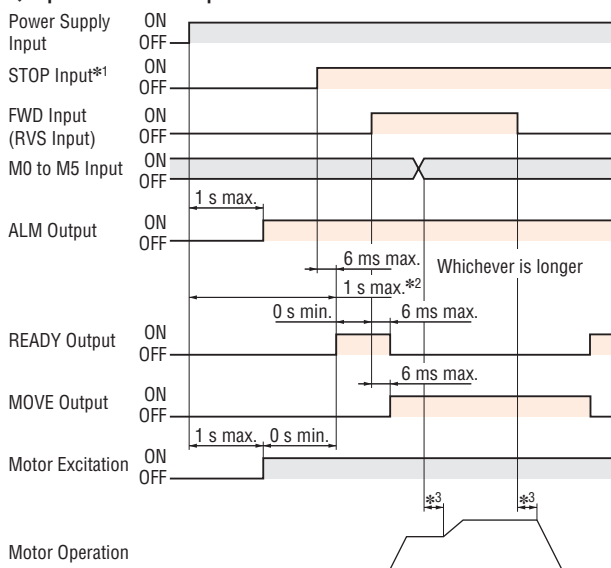 Power Supply
Input
ON
OFF
STOP Input*1
ON
OFF
FWD Input
(RVS Input)
ON
OFF
M0 to M5 Input
ON
OFF
1 s max.
ALM Output
ON
OFF
6 ms max.
Whichever is longer
1 s max.*2
0 s min.
6 ms max.
READY Output
ON
OFF
6 ms max.
MOVE Output
ON
OFF
1 s max.
0 s min.
Motor Excitation
ON
OFF
*3
*3
Motor Operation